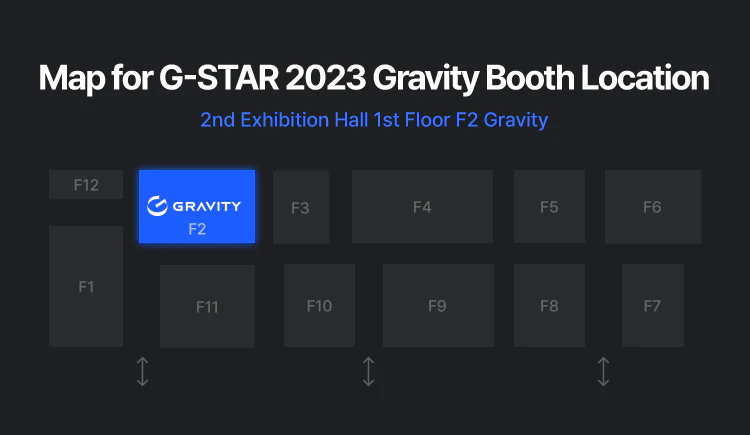 Map for G-STAR 2023 Gravity Booth Location
2nd Exhibition Hall 1st Floor F2 Gravity
F12
GRAVITY
F2
F3
F4
F5
F6
F1
F11
F10
F9
F8
F7